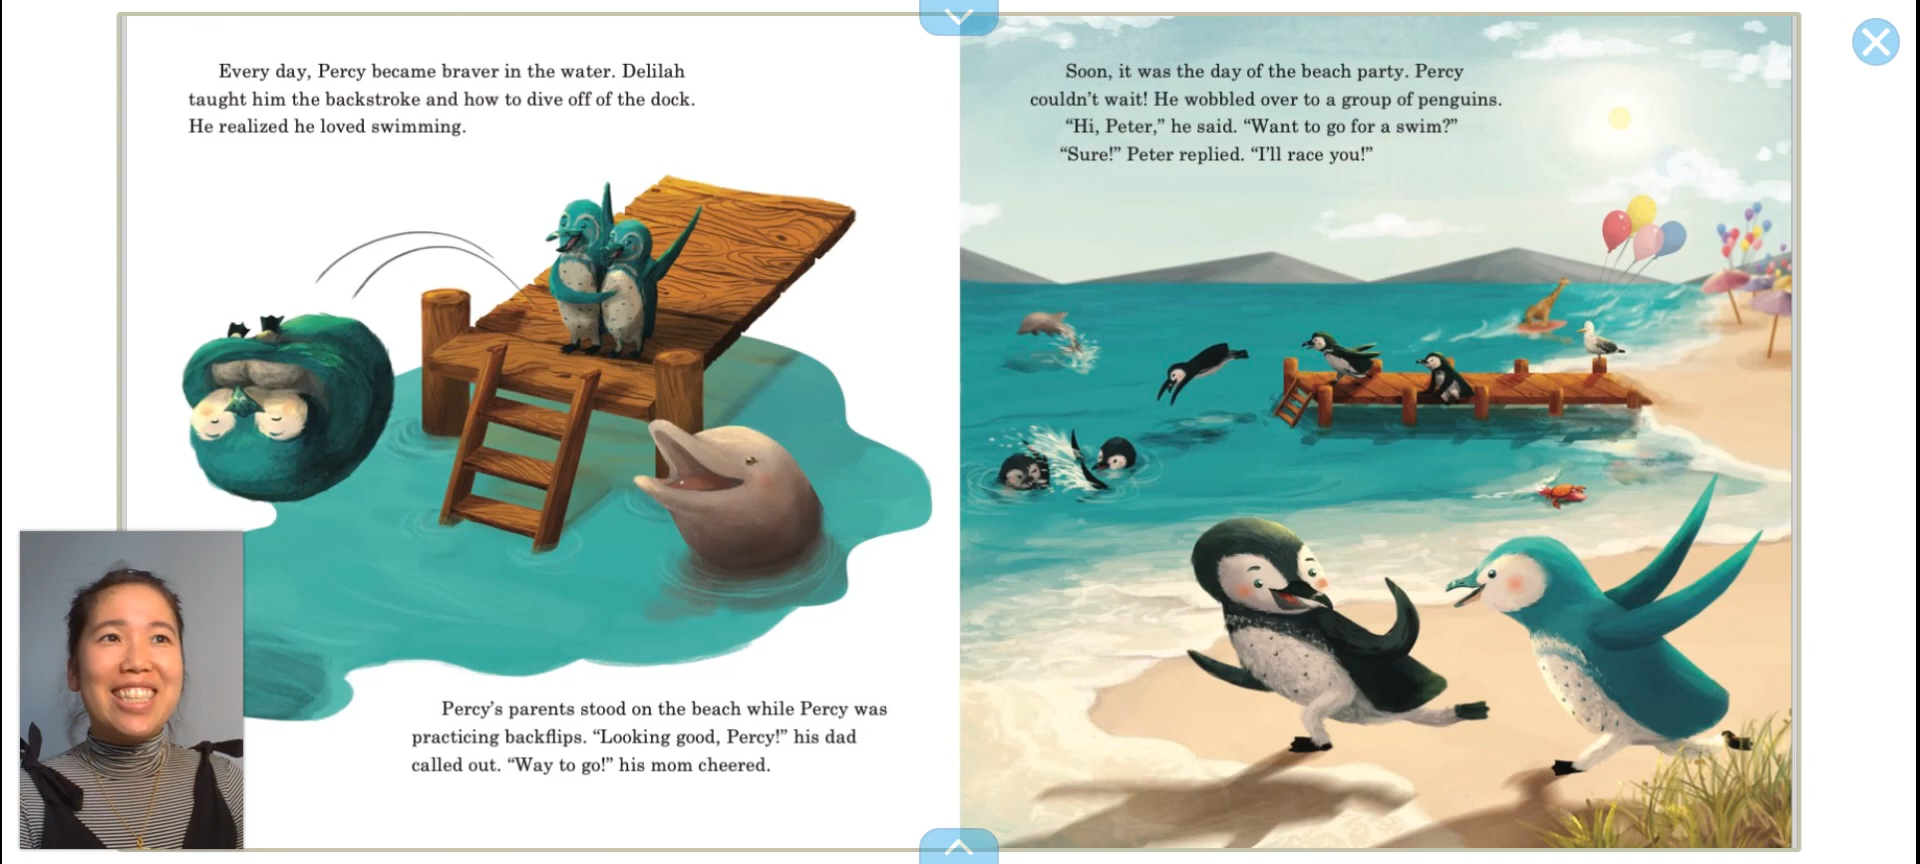 Every day, Percy became braver in the water. Delilah
taught him the backstroke and how to dive off of the dock.
He realized he loved swimming.
Percy’s parents stood on the beach while Percy was
practicing backflips. “Looking good, Percy!” his dad
called out. “Way to go!” his mom cheered.
Soon, it was the day of the beach party. Percy
couldn’t wait! He wobbled over to a group of penguins.
“Hi, Peter,” he said. “Want to go for a swim?”
“Sure!” Peter replied. “I’ll race you!”